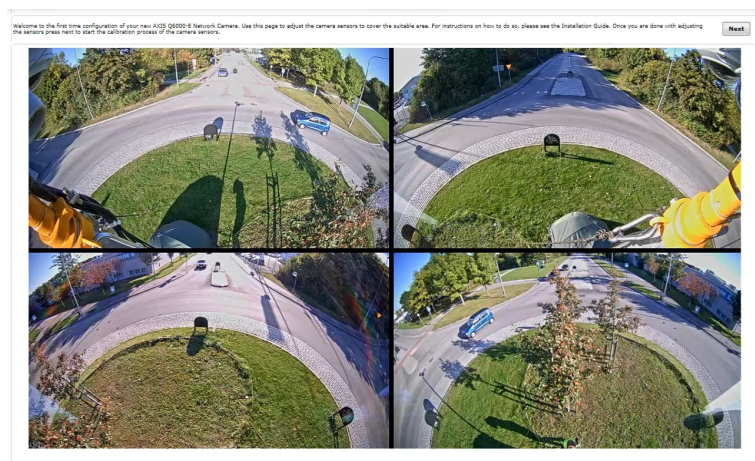 Welcome to the first time configuration of your new AXIS Q6000-E Network Camera. Use this page to adjust the camera sensors to cover the suitable area. For instructions on how to do so, please see the Installation Guide. Once you are done with adjusting
the sensors press next to start the calibration process of the camera sensors.
Next